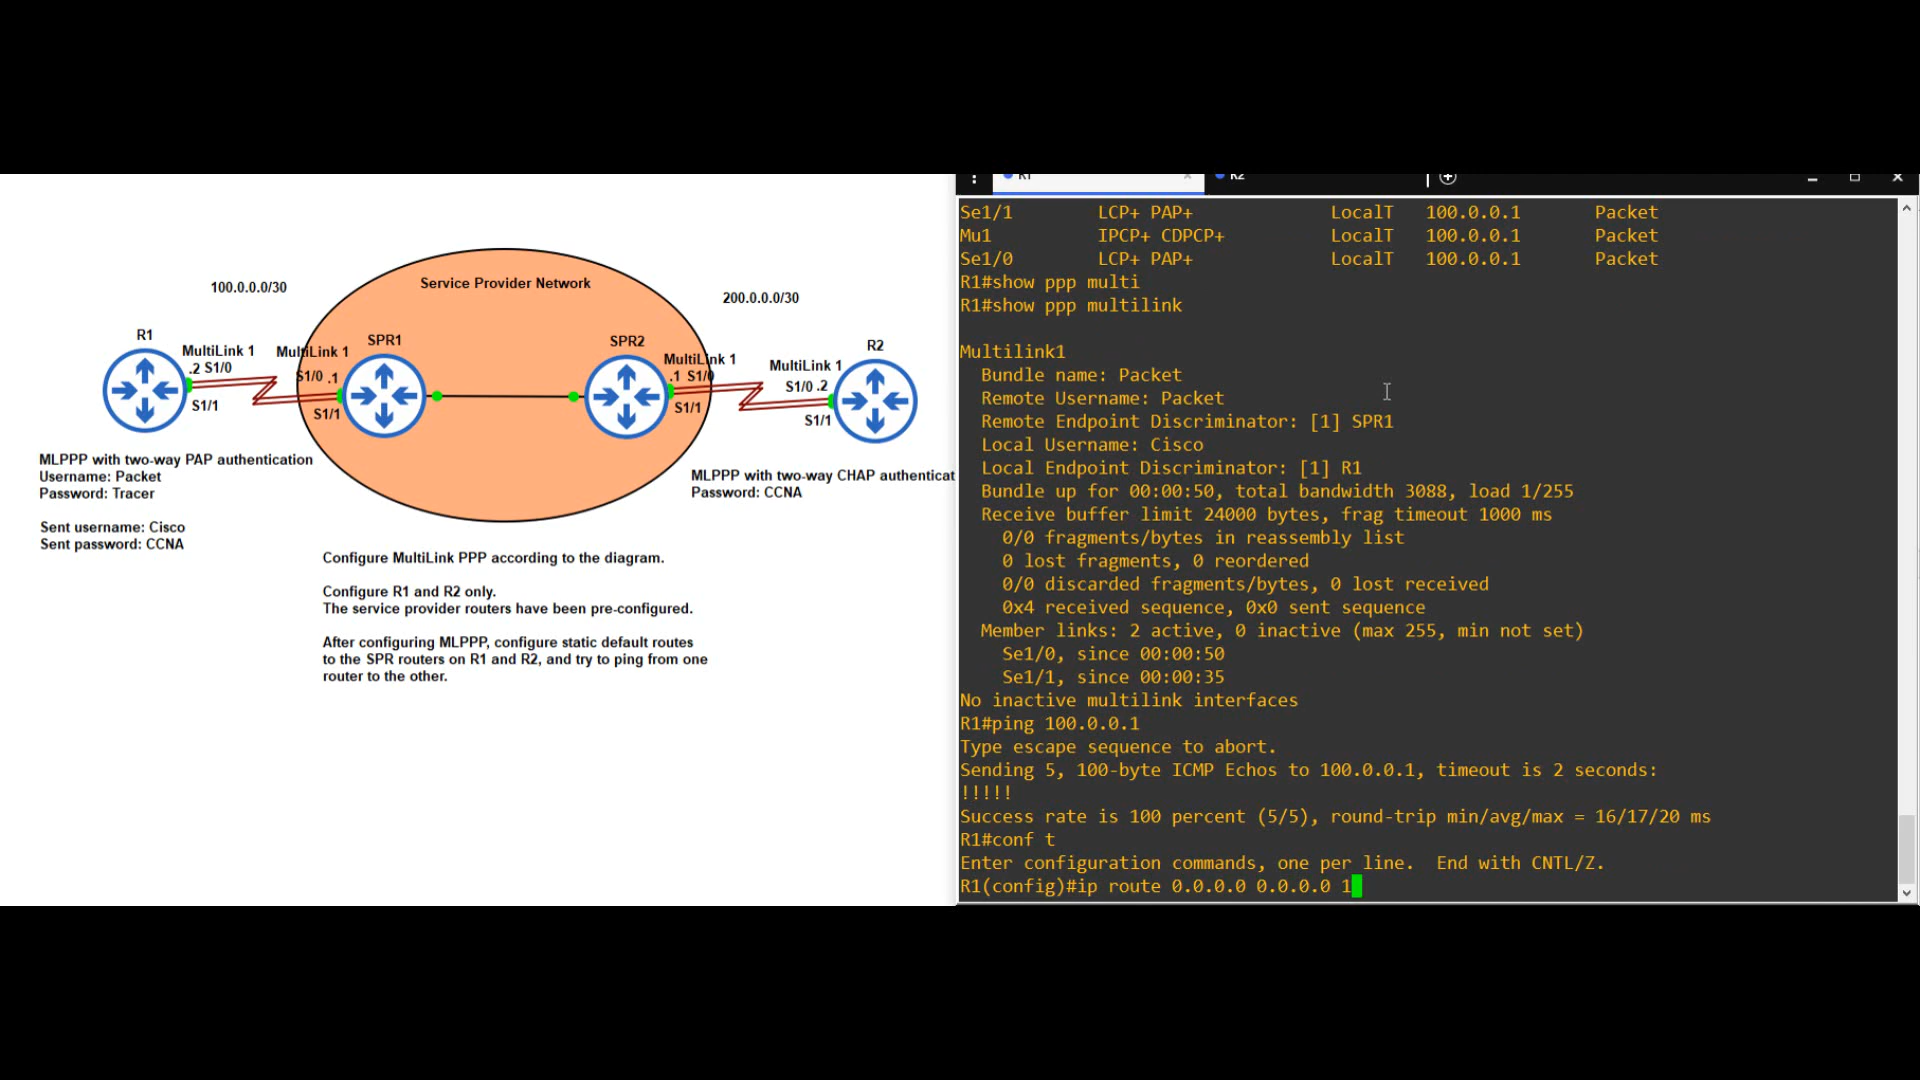 100.0.0.0/30
Service Provider Network
200.0.0.0/30
R1
SPR1
SPR2
R2
MultiLink 1
.2 S1/0
S1/1
MultiLink 1
S1/0 .1
S1/1
MultiLink 1
.1 S1/0
S1/1
MultiLink 1
S1/0 .2
S1/1
MLPPP with two-way PAP authentication
Username: Packet
Password: Tracer
Sent username: Cisco
Sent password: CCNA
MLPPP with two-way CHAP authenticat
Password: CCNA
Configure MultiLink PPP according to the diagram.
Configure R1 and R2 only.
The service provider routers have been pre-configured.
After configuring MLPPP, configure static default routes
to the SPR routers on R1 and R2, and try to ping from one
router to the other.
R1
R2
Se1/1 LCP+ PAP+ LocalT 100.0.0.1 Packet
Mu1 IPCP+ CDPCP+ LocalT 100.0.0.1 Packet
Se1/0 LCP+ PAP+ LocalT 100.0.0.1 Packet
R1#show ppp multi
R1#show ppp multilink
Multilink1
Bundle name: Packet
Remote Username: Packet
Remote Endpoint Discriminator: [1] SPR1
Local Username: Cisco
Local Endpoint Discriminator: [1] R1
Bundle up for 00:00:50, total bandwidth 3088, load 1/255
Receive buffer limit 24000 bytes, frag timeout 1000 ms
0/0 fragments/bytes in reassembly list
0 lost fragments, 0 reordered
0/0 discarded fragments/bytes, 0 lost received
0x4 received sequence, 0x0 sent sequence
Member links: 2 active, 0 inactive (max 255, min not set)
Se1/0, since 00:00:50
Se1/1, since 00:00:35
No inactive multilink interfaces
R1#ping 100.0.0.1
Type escape sequence to abort.
Sending 5, 100-byte ICMP Echos to 100.0.0.1, timeout is 2 seconds:
!!!!!
Success rate is 100 percent (5/5), round-trip min/avg/max = 16/17/20 ms
R1#conf t
Enter configuration commands, one per line.  End with CNTL/Z.
R1(config)#ip route 0.0.0.0 0.0.0.0 1